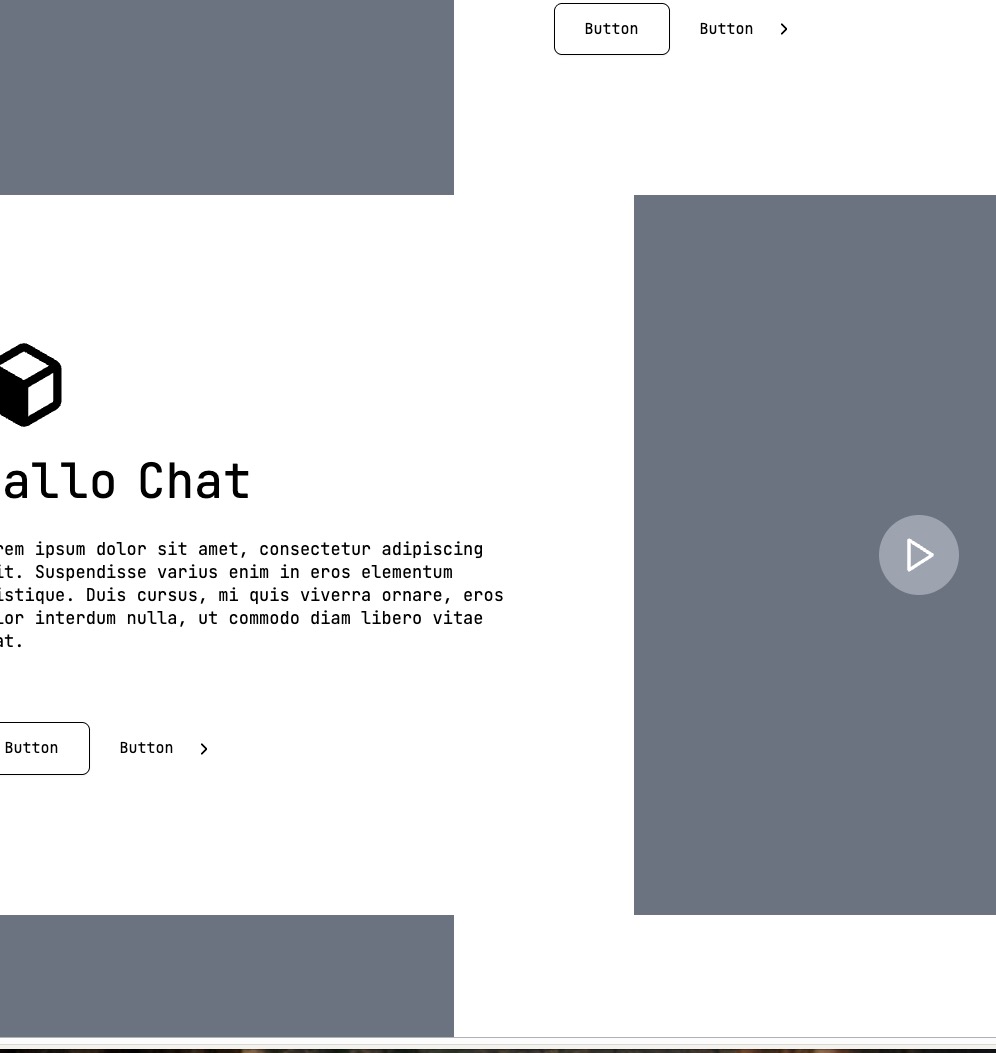 Button Button
allo Chat
rem ipsum dolor sit amet, consectetur adipiscing
it. Suspendisse varius enim in eros elementum
istique. Duis cursus, mi quis viverra ornare, eros
lor interdum nulla, ut commodo diam libero vitae
at.
Button Button